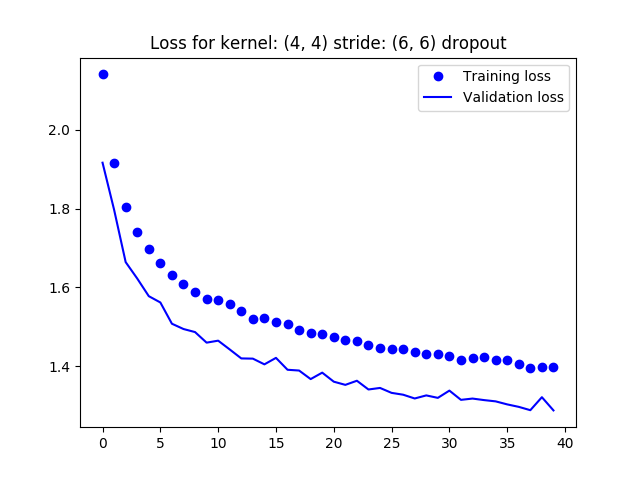 Loss for kernel: (4, 4) stride: (6, 6) dropout
Training loss
Validation loss
2.0
1.8
1.6
1.4
0 5 10 15 20 25 30 35 40